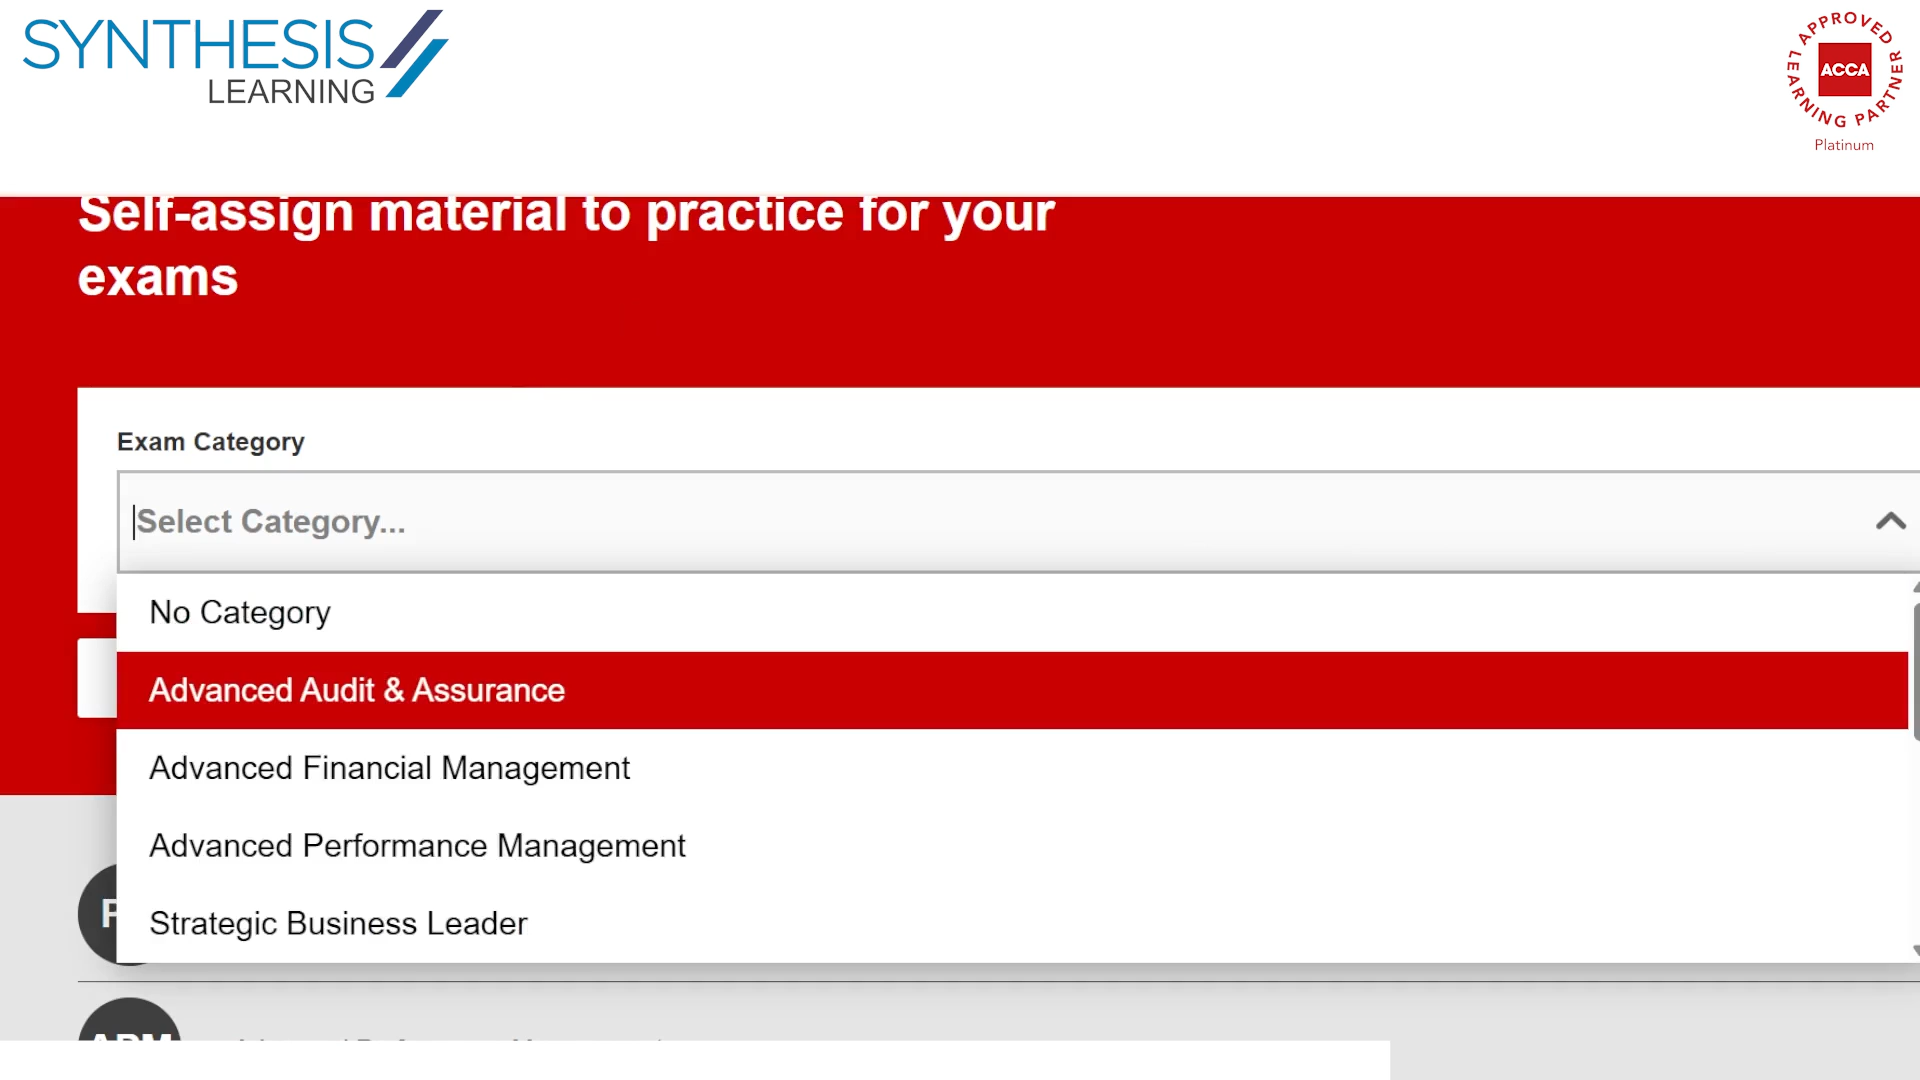 SYNTHESIS
LEARNING
APPROVED
LEARNING PARTNER
ACCA
Platinum
Self-assign material to practice for your
exams
Exam Category
Select Category...
No Category
Advanced Audit & Assurance
Advanced Financial Management
Advanced Performance Management
Strategic Business Leader
APM